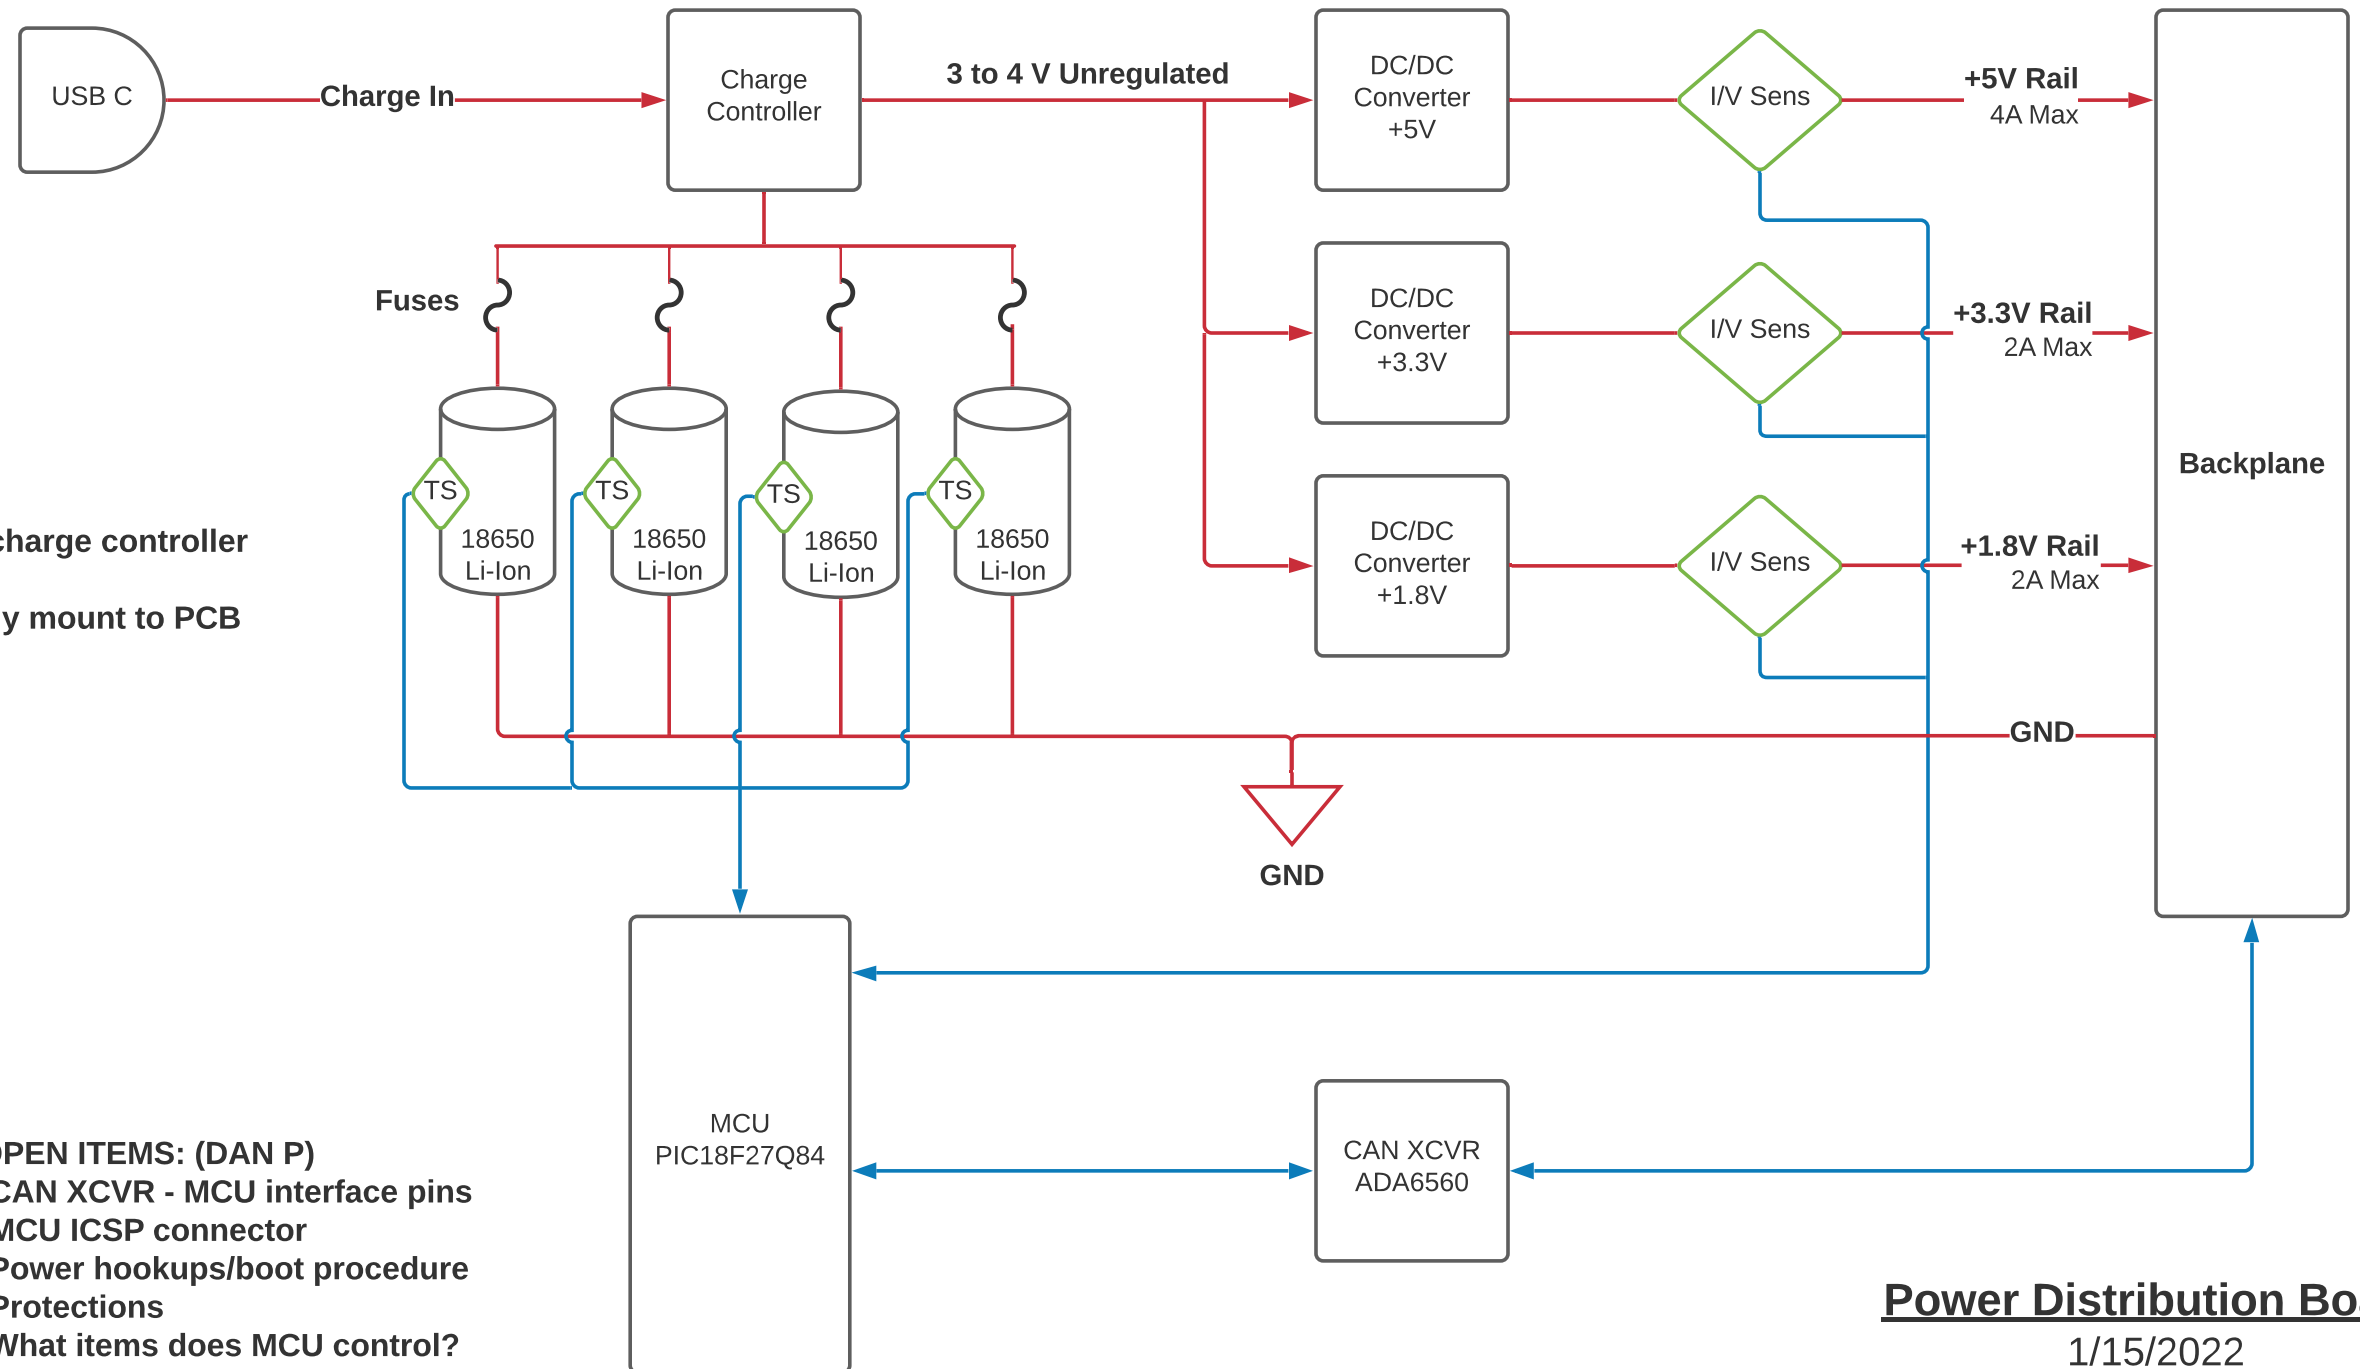 USB C
Charge In
Charge
Controller
3 to 4 V Unregulated
DC/DC
Converter
+5V
I/V Sens
+5V Rail
4A Max
Fuses
DC/DC
Converter
+3.3V
I/V Sens
+3.3V Rail
2A Max
Backplane
TS
18650
Li-Ion
TS
18650
Li-Ion
TS
18650
Li-Ion
TS
18650
Li-Ion
DC/DC
Converter
+1.8V
I/V Sens
+1.8V Rail
2A Max
charge controller
y mount to PCB
GND
GND
MCU
PIC18F27Q84
CAN XCVR
ADA6560
OPEN ITEMS: (DAN P)
CAN XCVR - MCU interface pins
MCU ICSP connector
Power hookups/boot procedure
Protections
What items does MCU control?
Power Distribution
1/15/2022